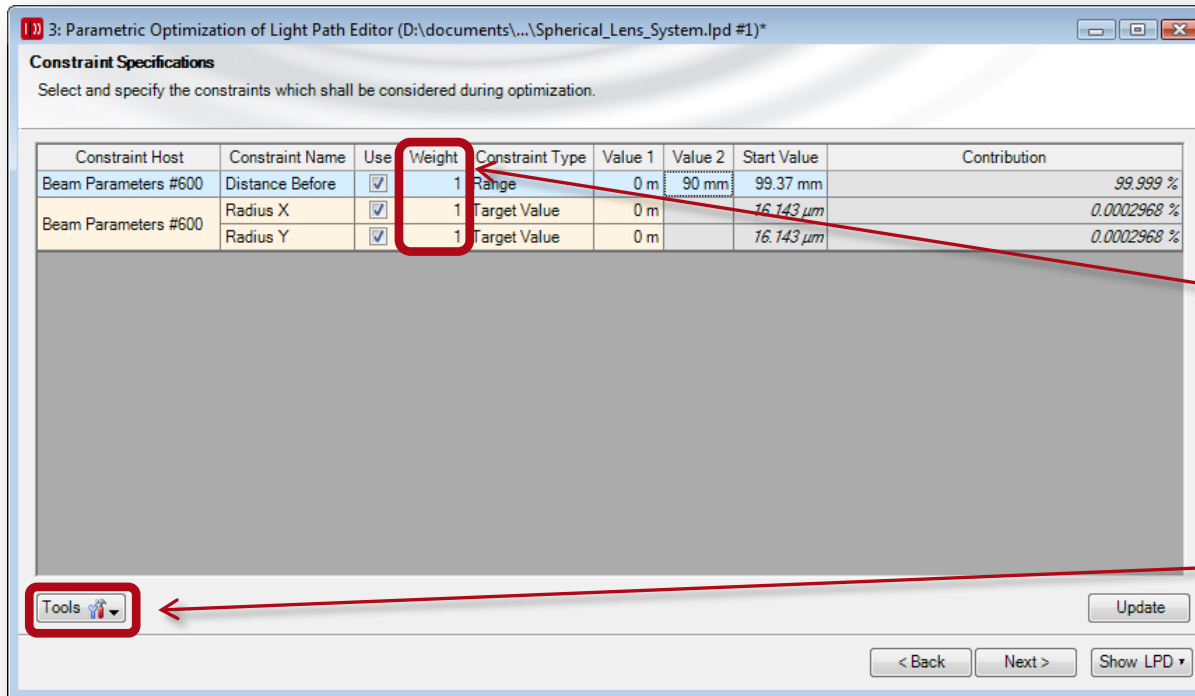 3: Parametric Optimization of Light Path Editor (D:\documents\...\Spherical_Lens_System.lpd #1)*
Constraint Specifications
Select and specify the constraints which shall be considered during optimization.
Constraint Host Constraint Name Use Weight Constraint Type Value 1 Value 2 Start Value Contribution
Beam Parameters #600 Distance Before 1 Range 0 m 90 mm 99.37 mm 99.999 %
Beam Parameters #600 Radius X 1 Target Value 0 m 16.143 µm 0.0002968 %
Radius Y 1 Target Value 0 m 16.143 µm 0.0002968 %
Tools Update
< Back Next > Show LPD